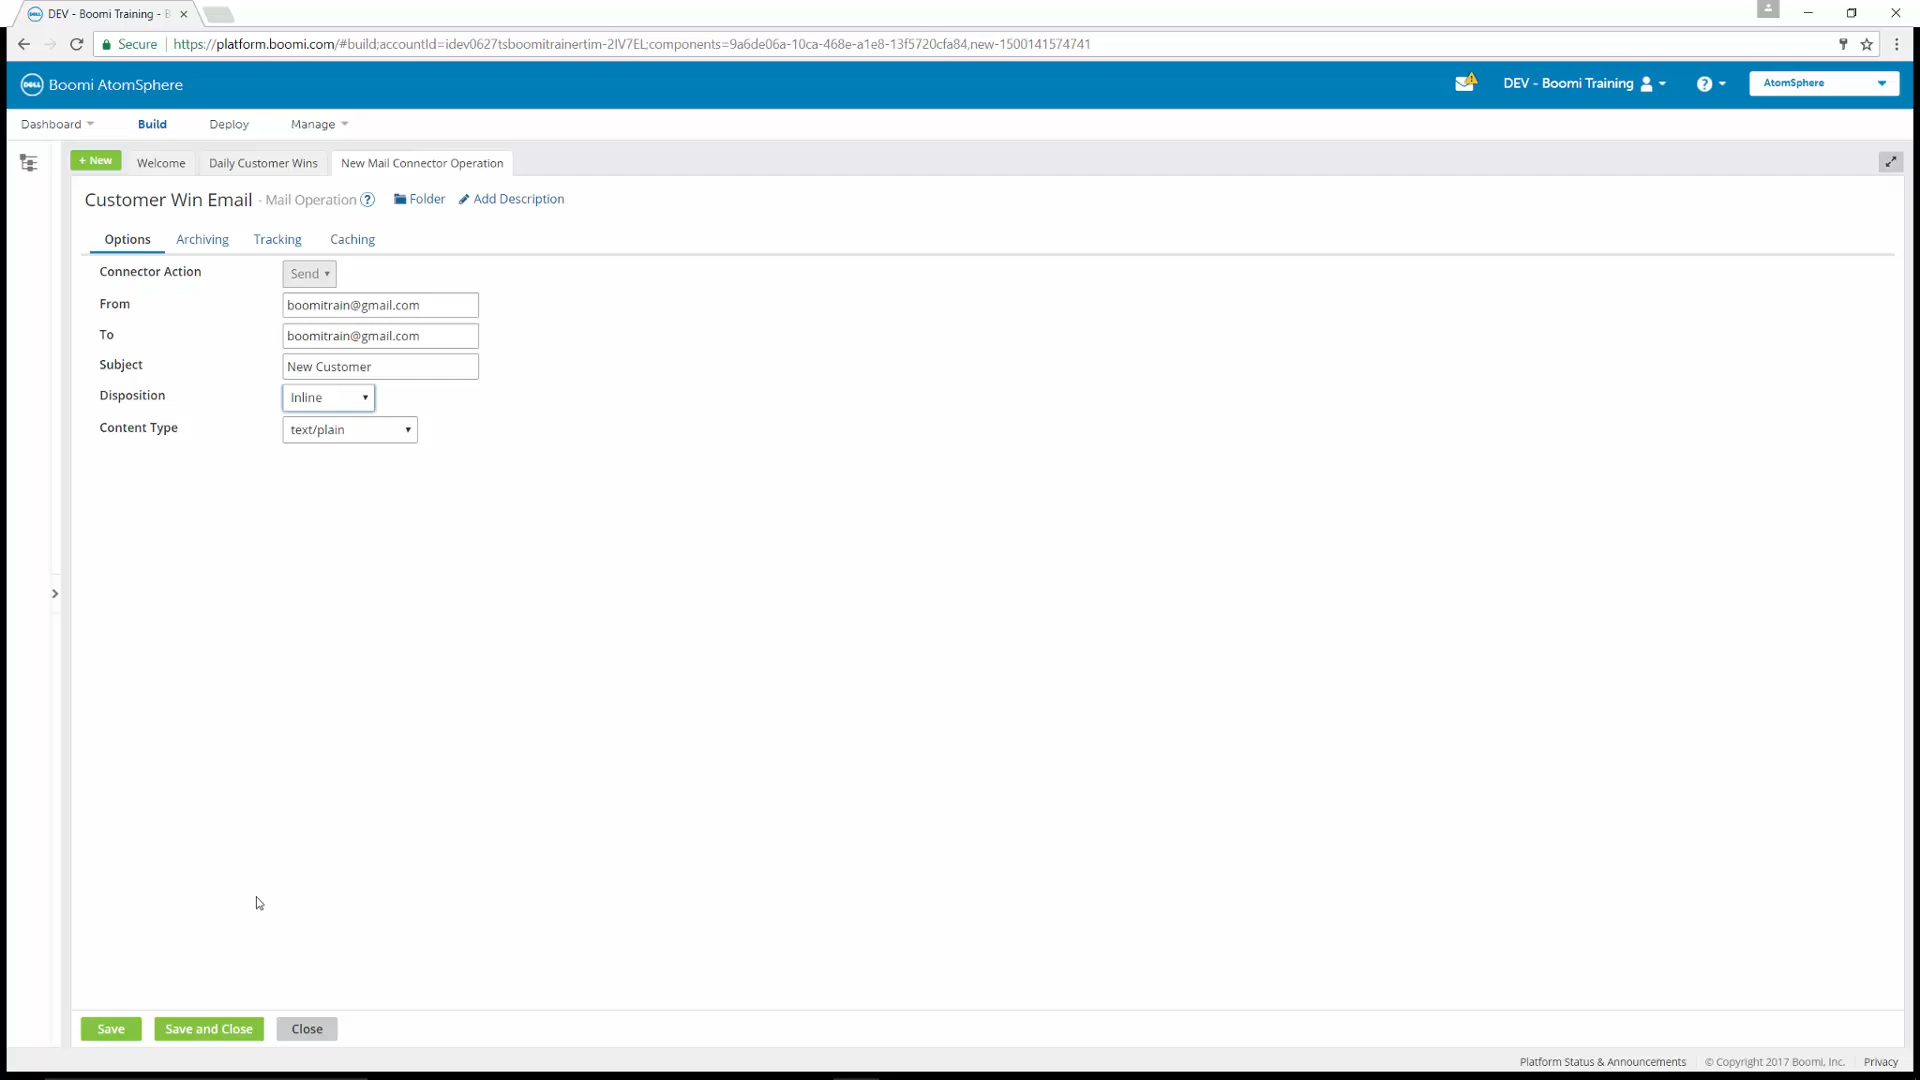 DEV - Boomi Training - B
Secure https://platform.boomi.com/#build;accountId=idev0627tsboomitrainertim-2IV7EL;components=9a6de06a-10ca-468e-a1e8-13f5720cfa84,new-1500141574741
DELL Boomi AtomSphere
DEV - Boomi Training
AtomSphere
Dashboard Build Deploy Manage
+ New Welcome Daily Customer Wins New Mail Connector Operation
Customer Win Email - Mail Operation ? Folder Add Description
Options Archiving Tracking Caching
Connector Action Send
From boomitrain@gmail.com
To boomitrain@gmail.com
Subject New Customer
Disposition Inline
Content Type text/plain
Save Save and Close Close
Platform Status & Announcements © Copyright 2017 Boomi, Inc. Privacy